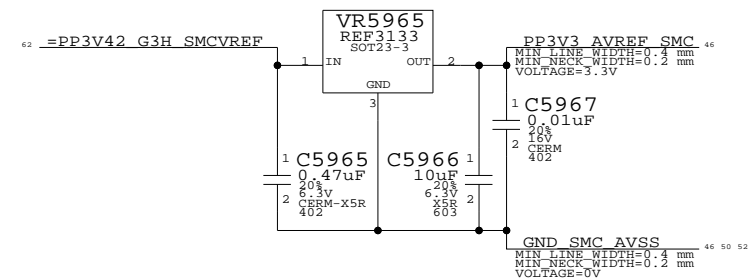 VR5965
REF3133
SOT23-3
62 =PP3V42_G3H_SMCVREF
1 IN OUT 2
GND
3
PP3V3_AVREF_SMC 46
MIN_LINE_WIDTH=0.4 mm
MIN_NECK_WIDTH=0.2 mm
VOLTAGE=3.3V
1 C5965
0.47uF
20%
6.3V
2 CERM-X5R
402
C5966 1
10uF
20%
6.3V
X5R 2
603
1 C5967
0.01uF
20%
16V
2 CERM
402
GND_SMC_AVSS 46 50 52
MIN_LINE_WIDTH=0.4 mm
MIN_NECK_WIDTH=0.2 mm
VOLTAGE=0V